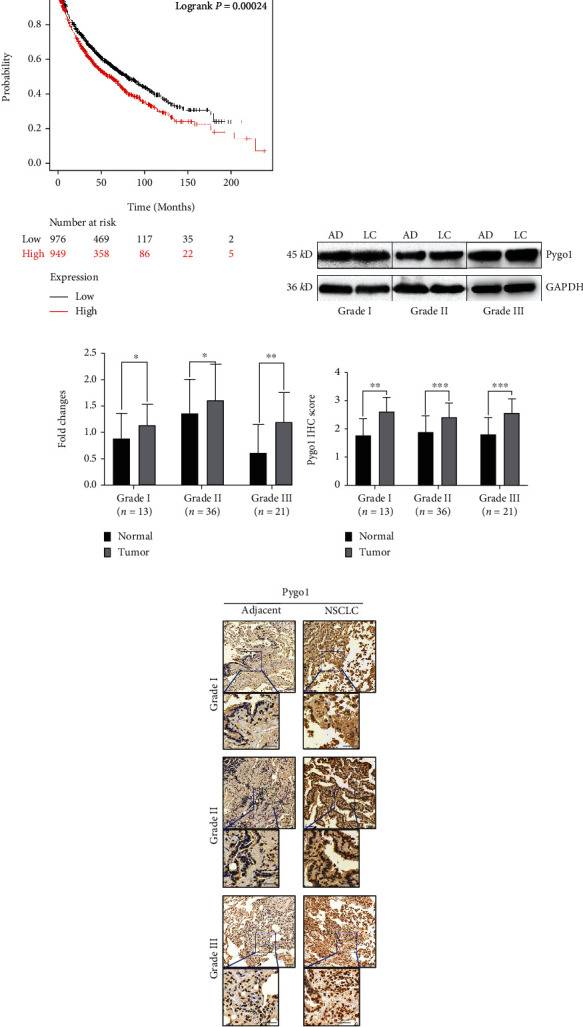 Logrank P = 0.00024
Probability
0.8
0.6
0.4
0.2
0.0
0 50 100 150 200
Time (Months)
Number at risk
Low 976 469 117 35 2
High 949 358 86 22 5
Expression
Low
High
AD LC AD LC AD LC
45 kD Pygo1
36 kD GAPDH
Grade I Grade II Grade III
Fold changes
2.5
2.0
1.5
1.0
0.5
0.0
* * **
Grade I Grade II Grade III
(n = 13) (n = 36) (n = 21)
Normal
Tumor
Pygo1 IHC score
4
3
2
1
0
** *** ***
Grade I Grade II Grade III
(n = 13) (n = 36) (n = 21)
Normal
Tumor
Pygo1
Adjacent NSCLC
Grade I
Grade II
Grade III